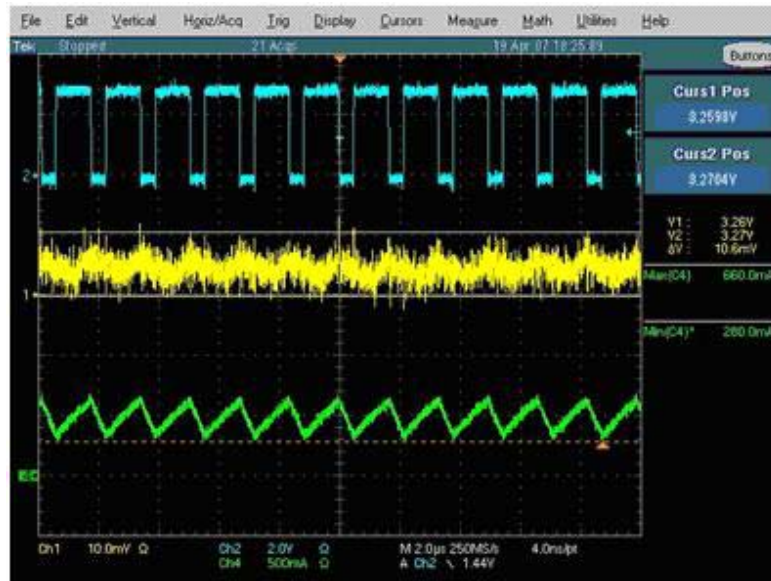 File Edit Vertical Horiz/Acq Trig Display Cursors Measure Math Utilities Help
Tek Stopped 21 Acqs 19 Apr 07 18:25:89
Buttons
Curs1 Pos
3.2598V
Curs2 Pos
3.2704V
V1: 3.26V
V2: 3.27V
ΔV: 10.6mV
Max(C4) 660.0mA
Min(C4)* 280.0mA
2
1
Ch1 10.0mV Ω Ch2 2.0V Ω M 2.0µs 250MS/s 4.0ns/pt
Ch4 500mA Ω A Ch2 \ 1.44V